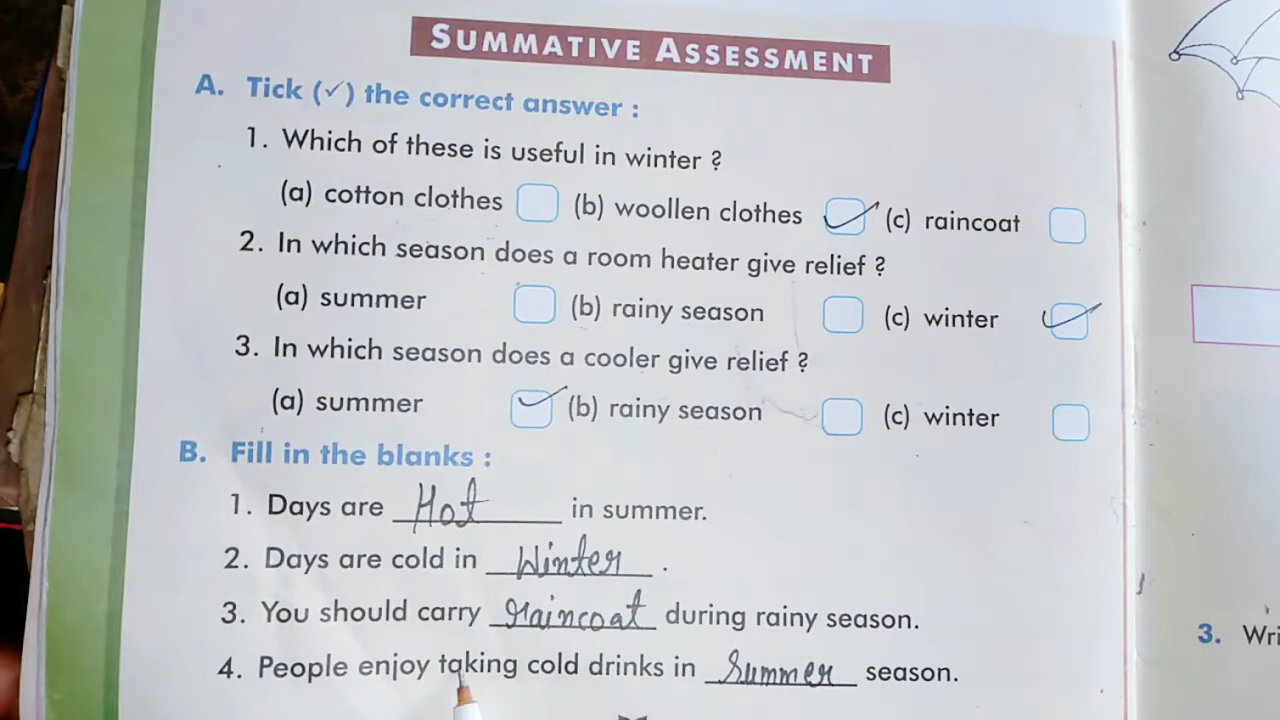 SUMMATIVE ASSESSMENT
A. Tick (✓) the correct answer :
1. Which of these is useful in winter ?
(a) cotton clothes (b) woollen clothes ✓ (c) raincoat
2. In which season does a room heater give relief ?
(a) summer (b) rainy season (c) winter ✓
3. In which season does a cooler give relief ?
(a) summer ✓ (b) rainy season (c) winter
B. Fill in the blanks :
1. Days are Hot in summer.
2. Days are cold in Winter .
3. You should carry raincoat during rainy season.
4. People enjoy taking cold drinks in Summer season.
3. Wri